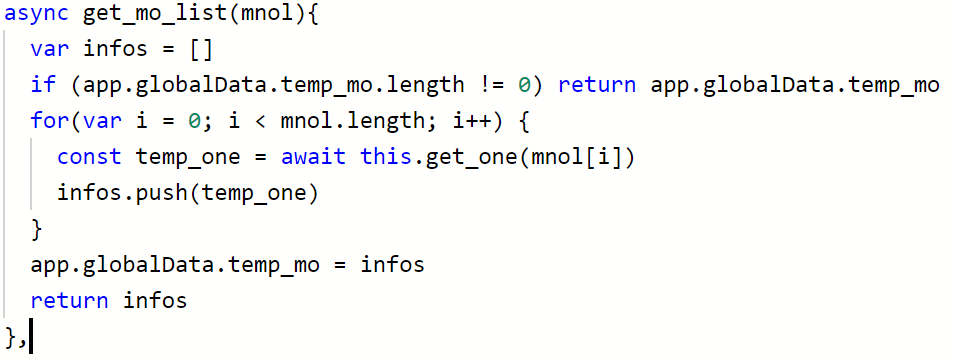 async get_mo_list(mnol){
  var infos = []
  if (app.globalData.temp_mo.length != 0) return app.globalData.temp_mo
  for(var i = 0; i < mnol.length; i++) {
    const temp_one = await this.get_one(mnol[i])
    infos.push(temp_one)
  }
  app.globalData.temp_mo = infos
  return infos
},